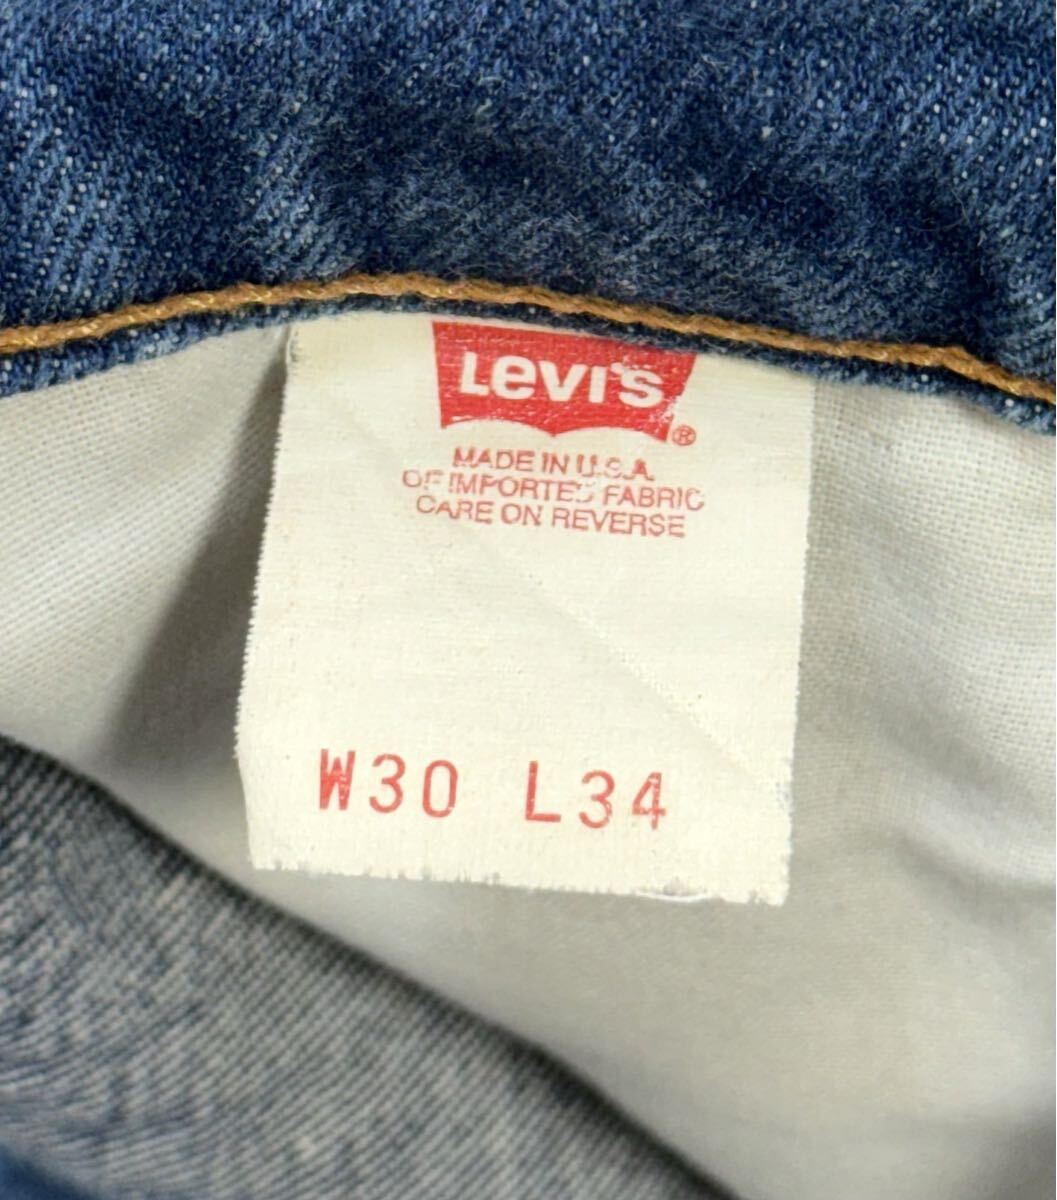 Levi's ®
MADE IN U.S.A.
OF IMPORTED FABRIC
CARE ON REVERSE
W30 L34